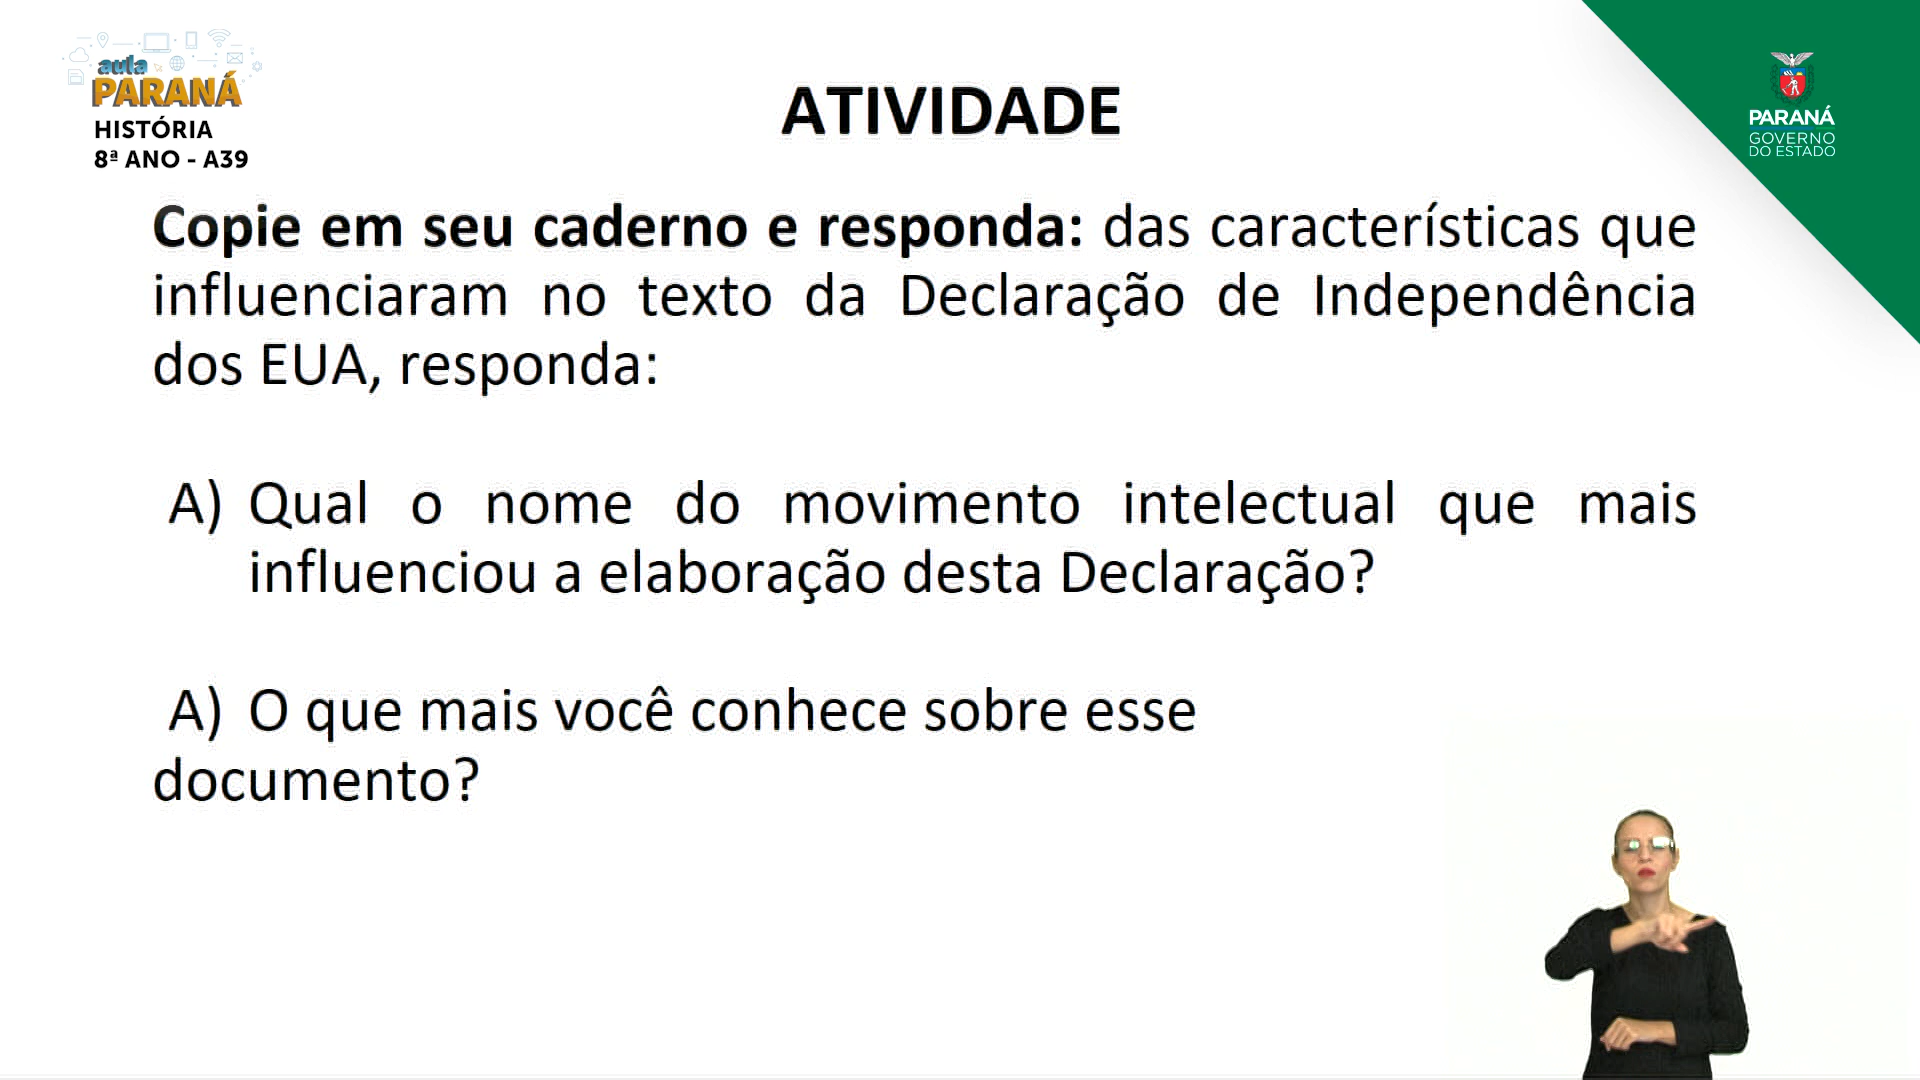 aula
PARANÁ
HISTÓRIA
8ª ANO - A39
ATIVIDADE
PARANÁ
GOVERNO
DO ESTADO
Copie em seu caderno e responda: das características que
influenciaram no texto da Declaração de Independência
dos EUA, responda:
A) Qual o nome do movimento intelectual que mais
influenciou a elaboração desta Declaração?
A) O que mais você conhece sobre esse
documento?